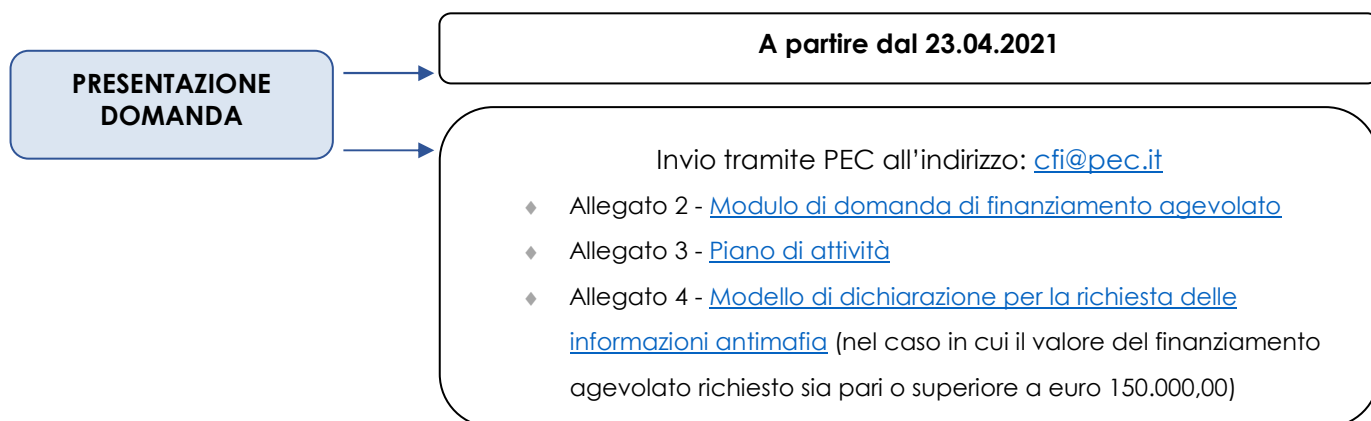 PRESENTAZIONE
DOMANDA
A partire dal 23.04.2021
Invio tramite PEC all’indirizzo: cfi@pec.it
Allegato 2 - Modulo di domanda di finanziamento agevolato
Allegato 3 - Piano di attività
Allegato 4 - Modello di dichiarazione per la richiesta delle
informazioni antimafia (nel caso in cui il valore del finanziamento
agevolato richiesto sia pari o superiore a euro 150.000,00)